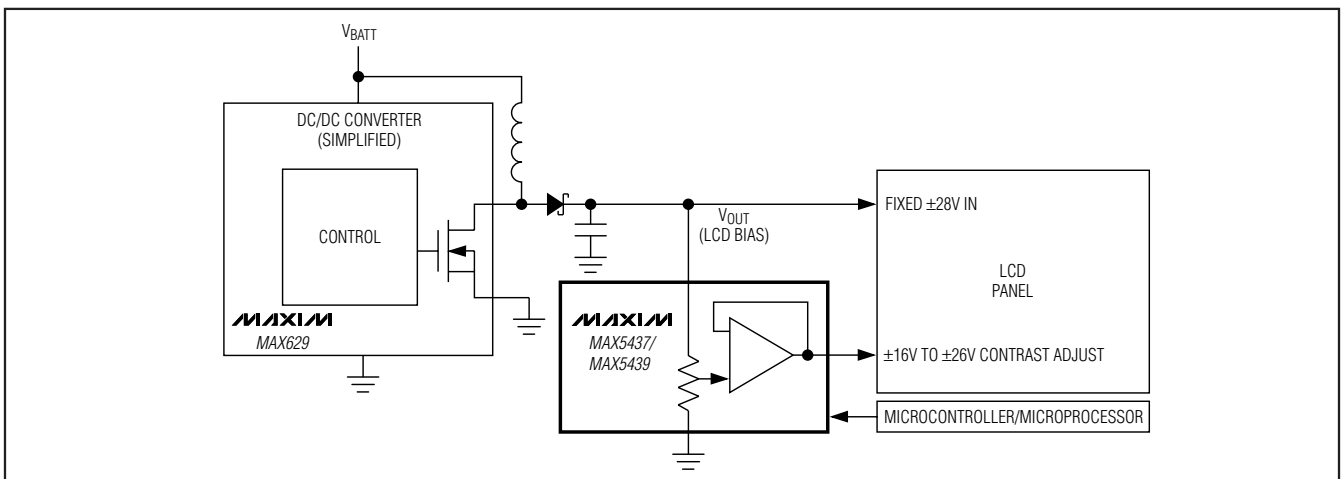 VBATT
DC/DC CONVERTER
(SIMPLIFIED)
CONTROL
MAXIM
MAX629
VOUT
(LCD BIAS)
MAXIM
MAX5437/
MAX5439
FIXED ±28V IN
LCD
PANEL
±16V TO ±26V CONTRAST ADJUST
MICROCONTROLLER/MICROPROCESSOR